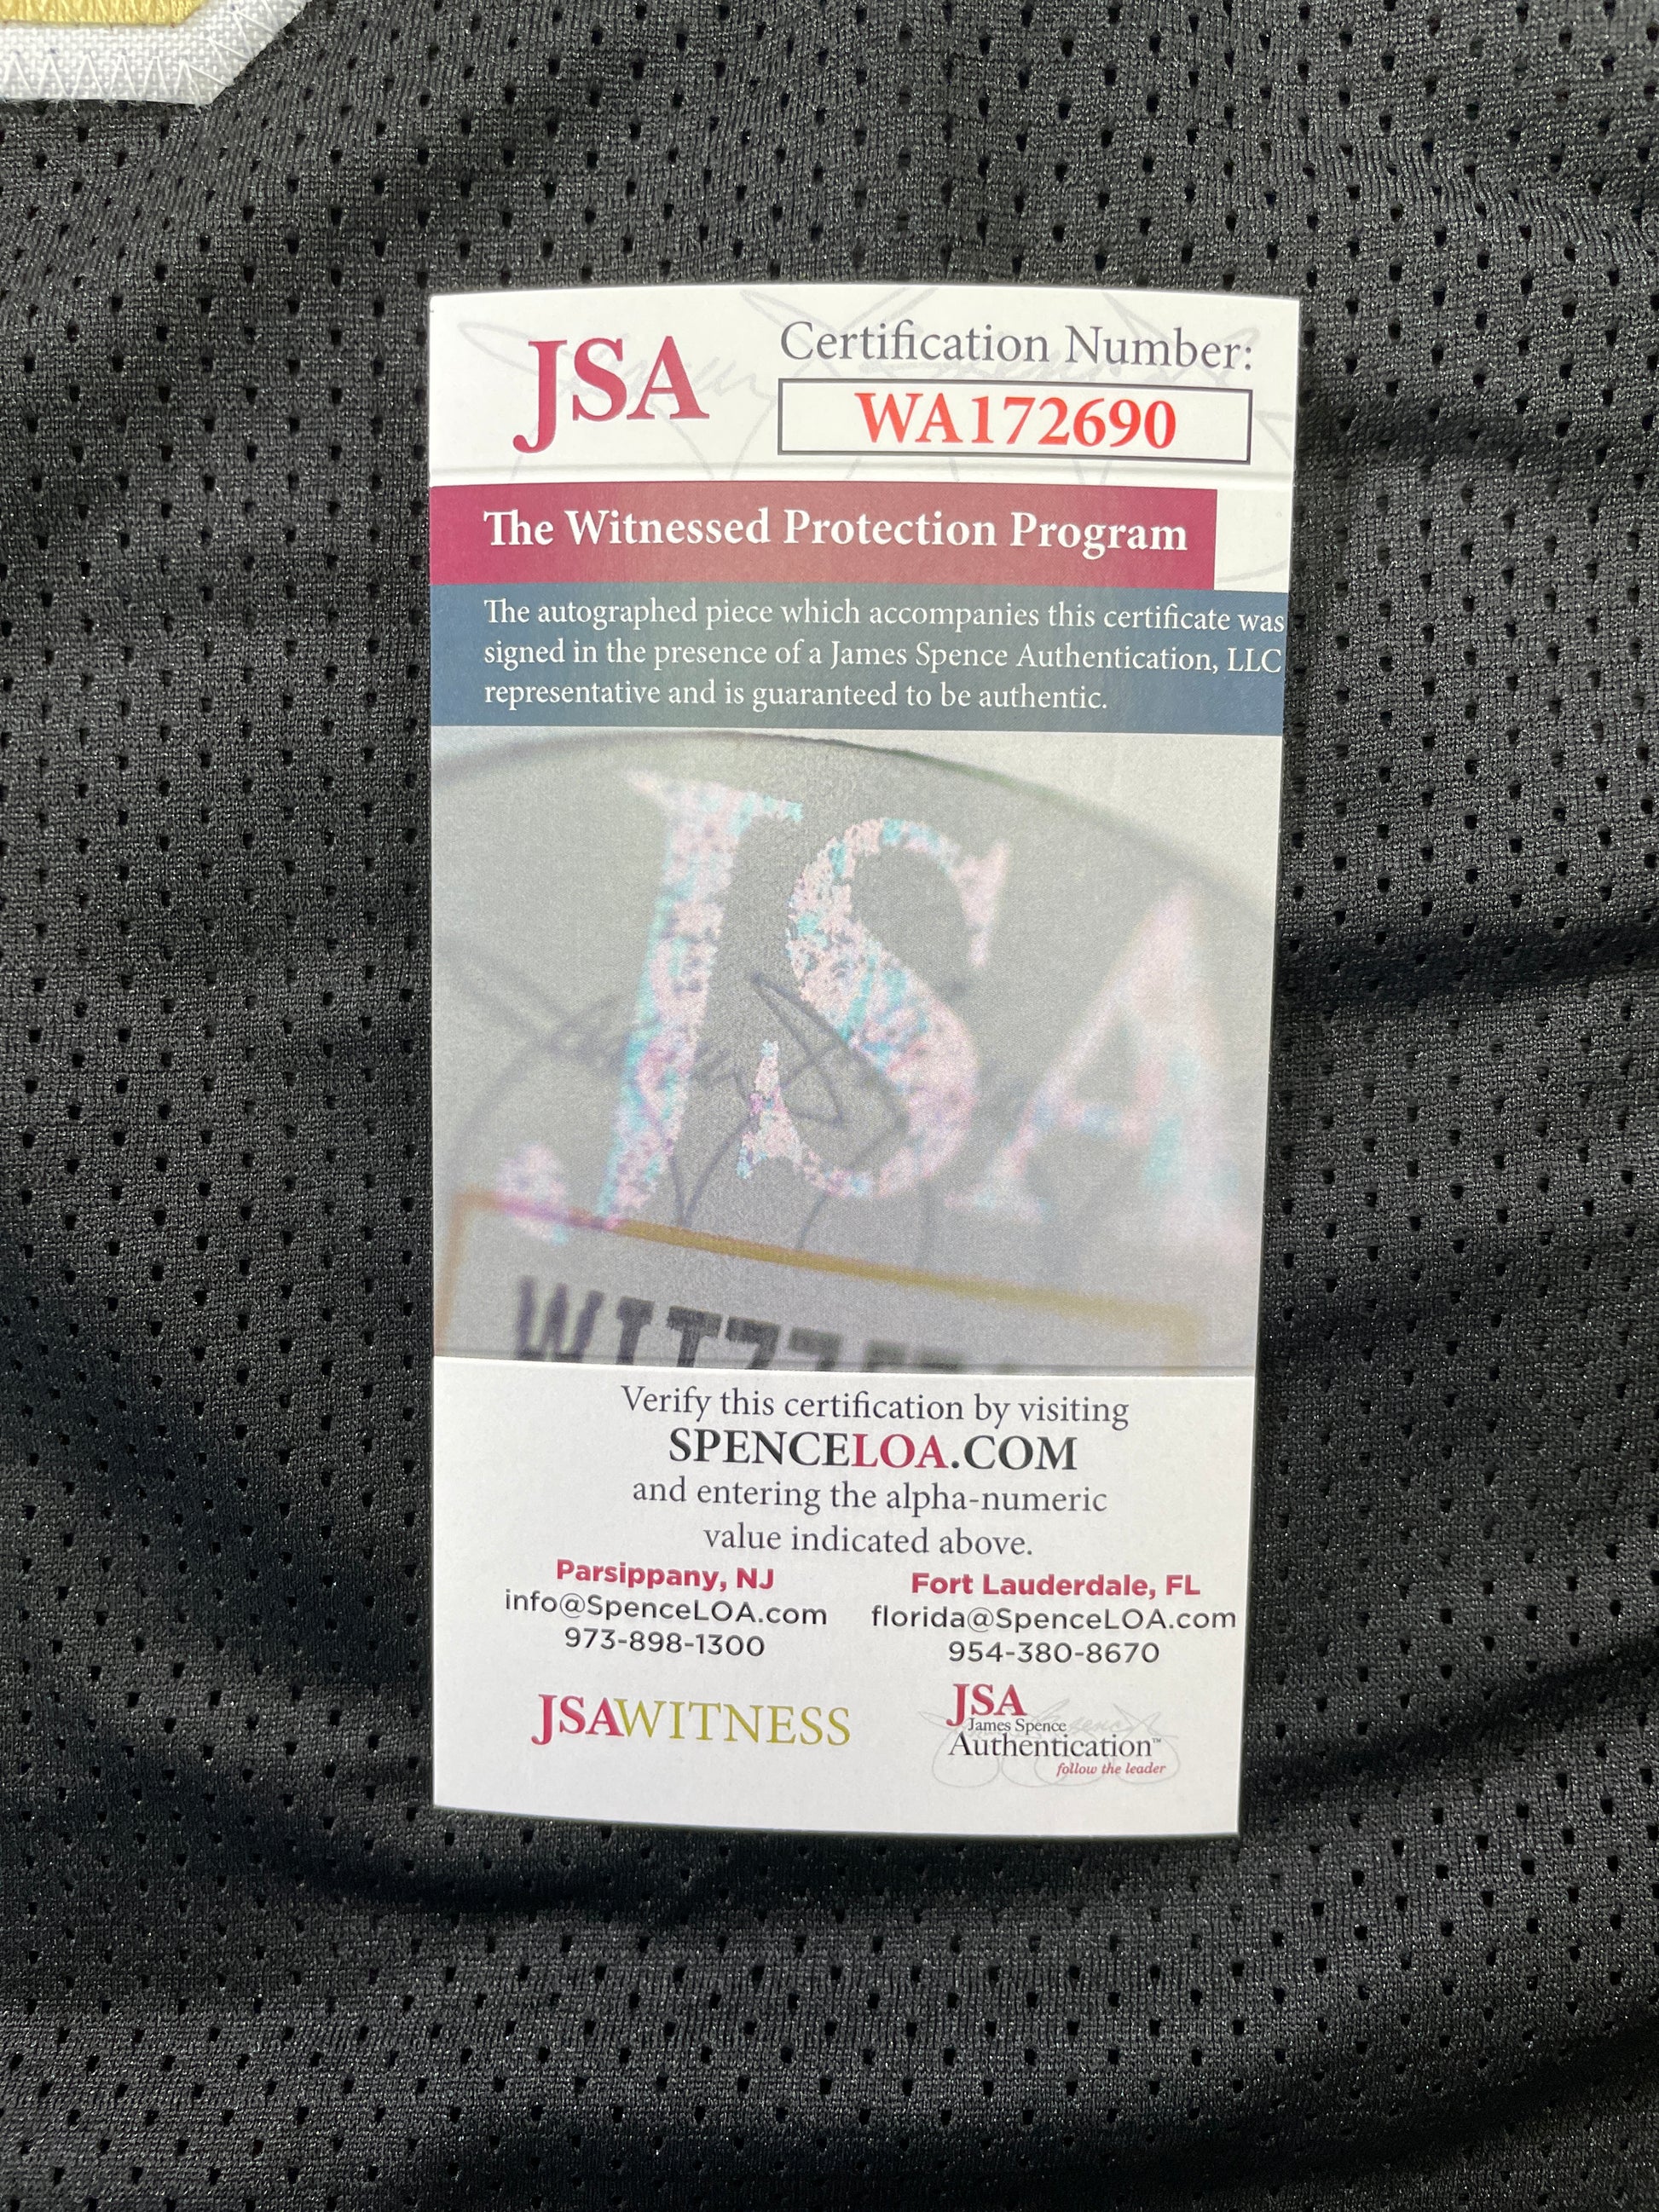 JSA
Certification Number:
WA172690
The Witnessed Protection Program
The autographed piece which accompanies this certificate was
signed in the presence of a James Spence Authentication, LLC
representative and is guaranteed to be authentic.
JSA
Verify this certification by visiting
SPENCELOA.COM
and entering the alpha-numeric
value indicated above.
Parsippany, NJ
info@SpenceLOA.com
973-898-1300
Fort Lauderdale, FL
florida@SpenceLOA.com
954-380-8670
JSAWITNESS
JSA
James Spence
Authentication™
follow the leader